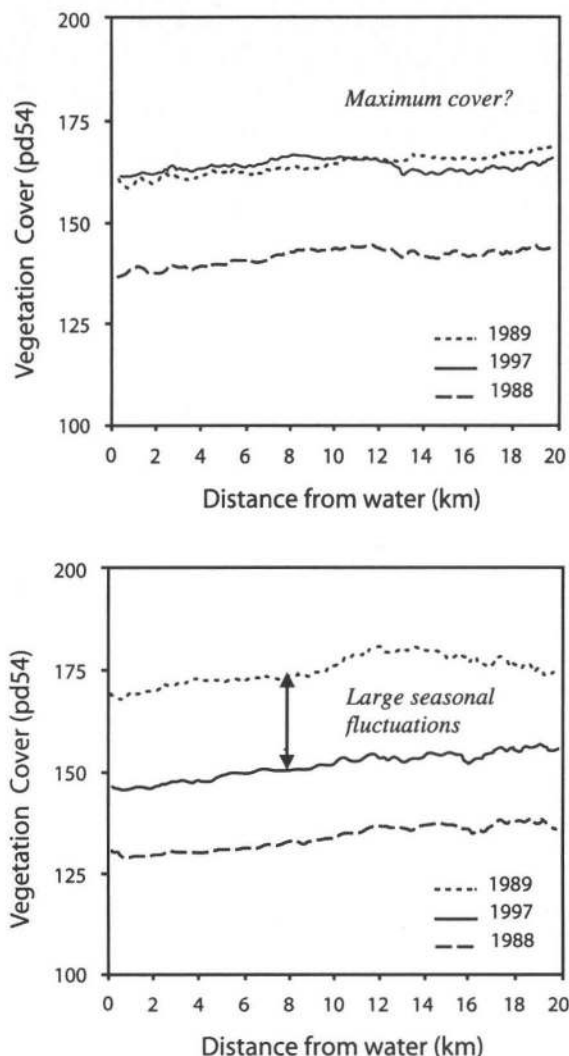 200
175
150
125
100
Vegetation Cover (pd54)
Maximum cover?
1989
1997
1988
0 2 4 6 8 10 12 14 16 18 20
Distance from water (km)
200
175
150
125
100
Vegetation Cover (pd54)
Large seasonal
fluctuations
1989
1997
1988
0 2 4 6 8 10 12 14 16 18 20
Distance from water (km)